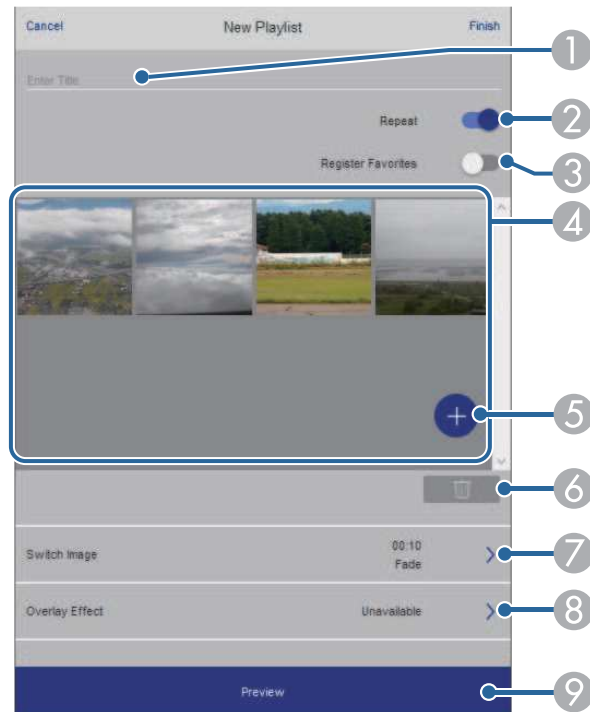 Cancel New Playlist Finish
1
Enter Title
Repeat 2
Register Favorites 3
4
5
6
Switch Image 00:10 7
Fade
Overlay Effect Unavailable 8
Preview 9